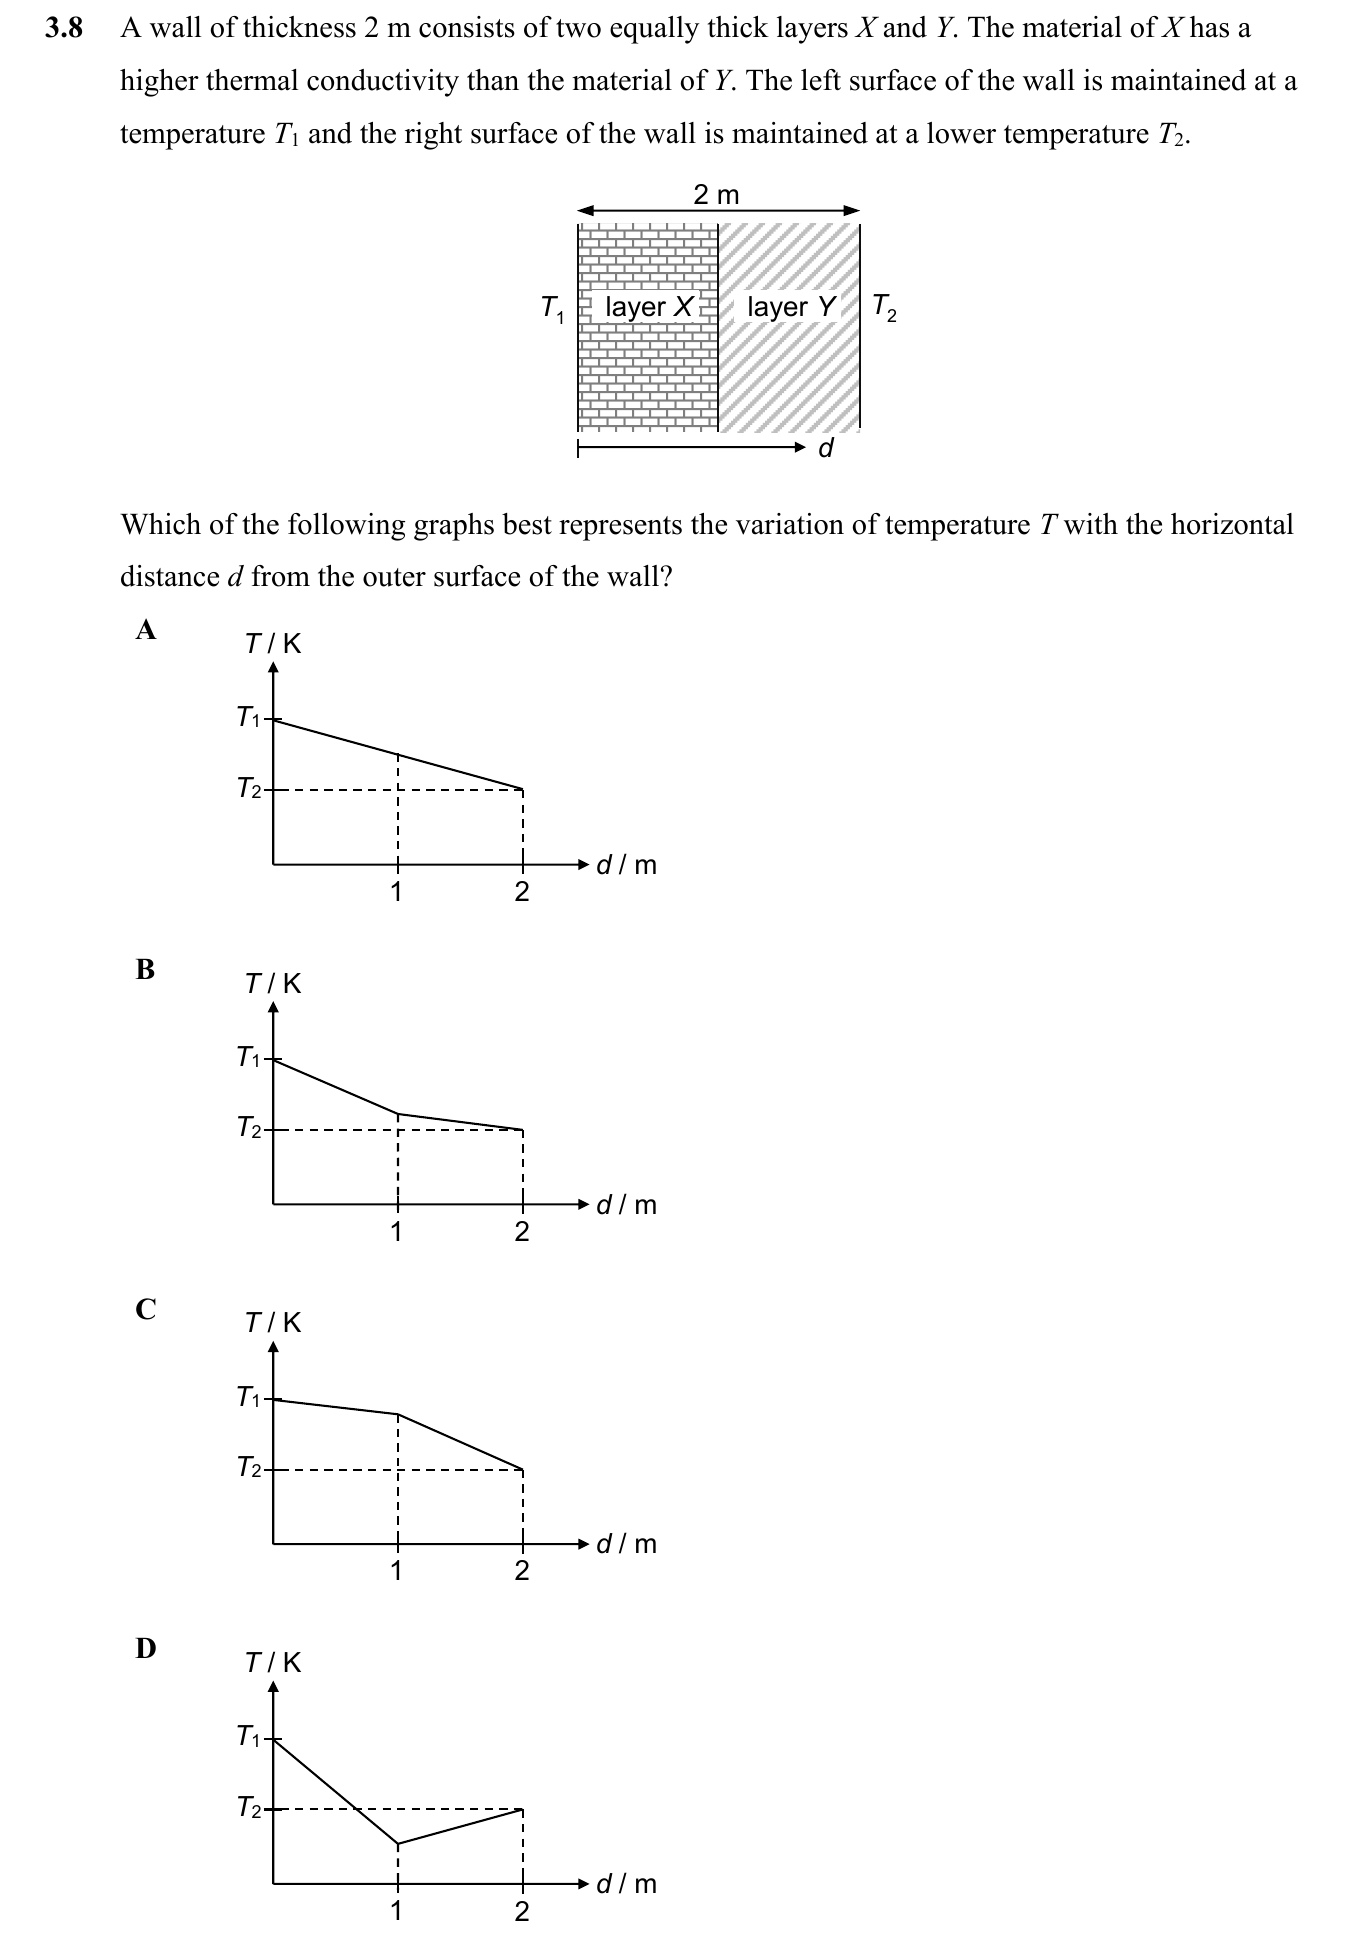 3.8 A wall of thickness 2 m consists of two equally thick layers X and Y. The material of X has a
higher thermal conductivity than the material of Y. The left surface of the wall is maintained at a
temperature T₁ and the right surface of the wall is maintained at a lower temperature T₂.
2 m
T₁ layer X layer Y T₂
d
Which of the following graphs best represents the variation of temperature T with the horizontal
distance d from the outer surface of the wall?
A
T / K
T₁
T₂
d / m
1 2
B
T / K
T₁
T₂
d / m
1 2
C
T / K
T₁
T₂
d / m
1 2
D
T / K
T₁
T₂
d / m
1 2